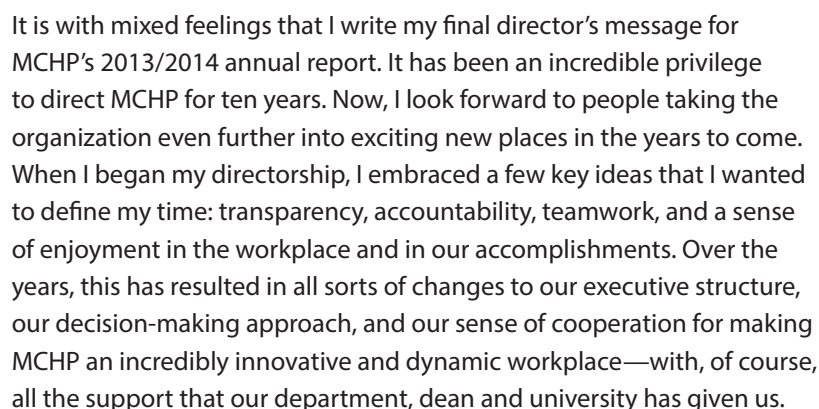 It is with mixed feelings that I write my final director’s message for
MCHP’s 2013/2014 annual report. It has been an incredible privilege
to direct MCHP for ten years. Now, I look forward to people taking the
organization even further into exciting new places in the years to come.
When I began my directorship, I embraced a few key ideas that I wanted
to define my time: transparency, accountability, teamwork, and a sense
of enjoyment in the workplace and in our accomplishments. Over the
years, this has resulted in all sorts of changes to our executive structure,
our decision-making approach, and our sense of cooperation for making
MCHP an incredibly innovative and dynamic workplace—with, of course,
all the support that our department, dean and university has given us.